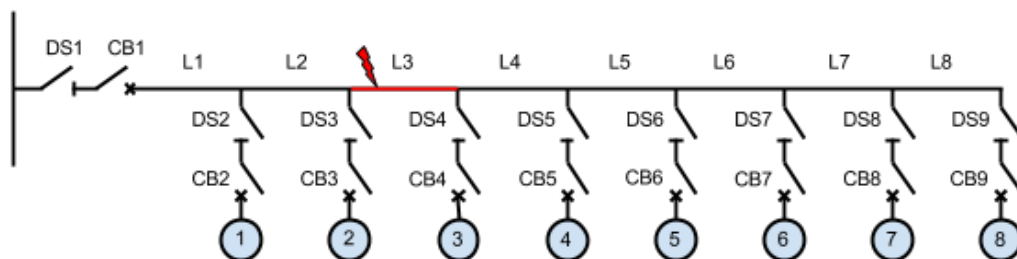 DS1 CB1 L1 L2 L3 L4 L5 L6 L7 L8
DS2 DS3 DS4 DS5 DS6 DS7 DS8 DS9
CB2 CB3 CB4 CB5 CB6 CB7 CB8 CB9
1 2 3 4 5 6 7 8